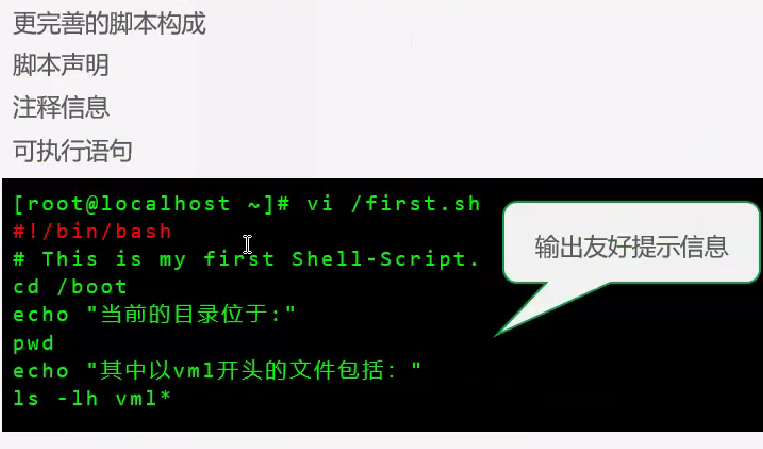 更完善的脚本构成
脚本声明
注释信息
可执行语句
[root@localhost ~]# vi /first.sh
#!/bin/bash
# This is my first Shell-Script.
cd /boot
echo "当前的目录位于:"
pwd
echo "其中以vml开头的文件包括："
ls -lh vml*
输出友好提示信息